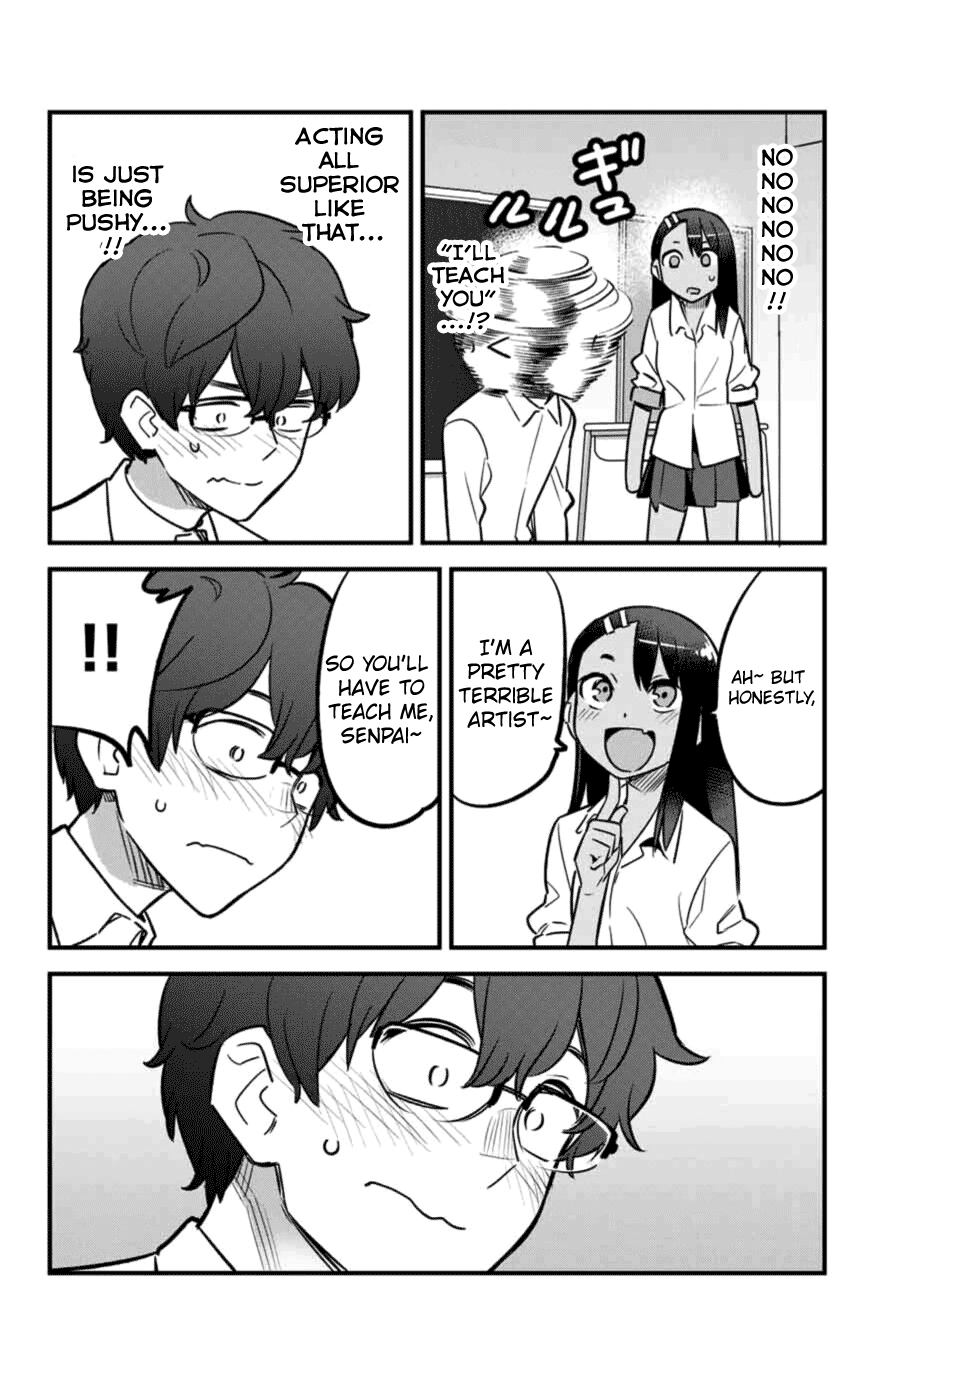 NO
NO
NO
NO
NO
NO
!!
ギュ
ルル
"I'LL
TEACH
YOU"
...!?
ACTING
ALL
SUPERIOR
LIKE
THAT...
IS JUST
BEING
PUSHY...
!!
AH~ BUT
HONESTLY,
I'M A
PRETTY
TERRIBLE
ARTIST~
SO YOU'LL
HAVE TO
TEACH ME,
SENPAI~
!!